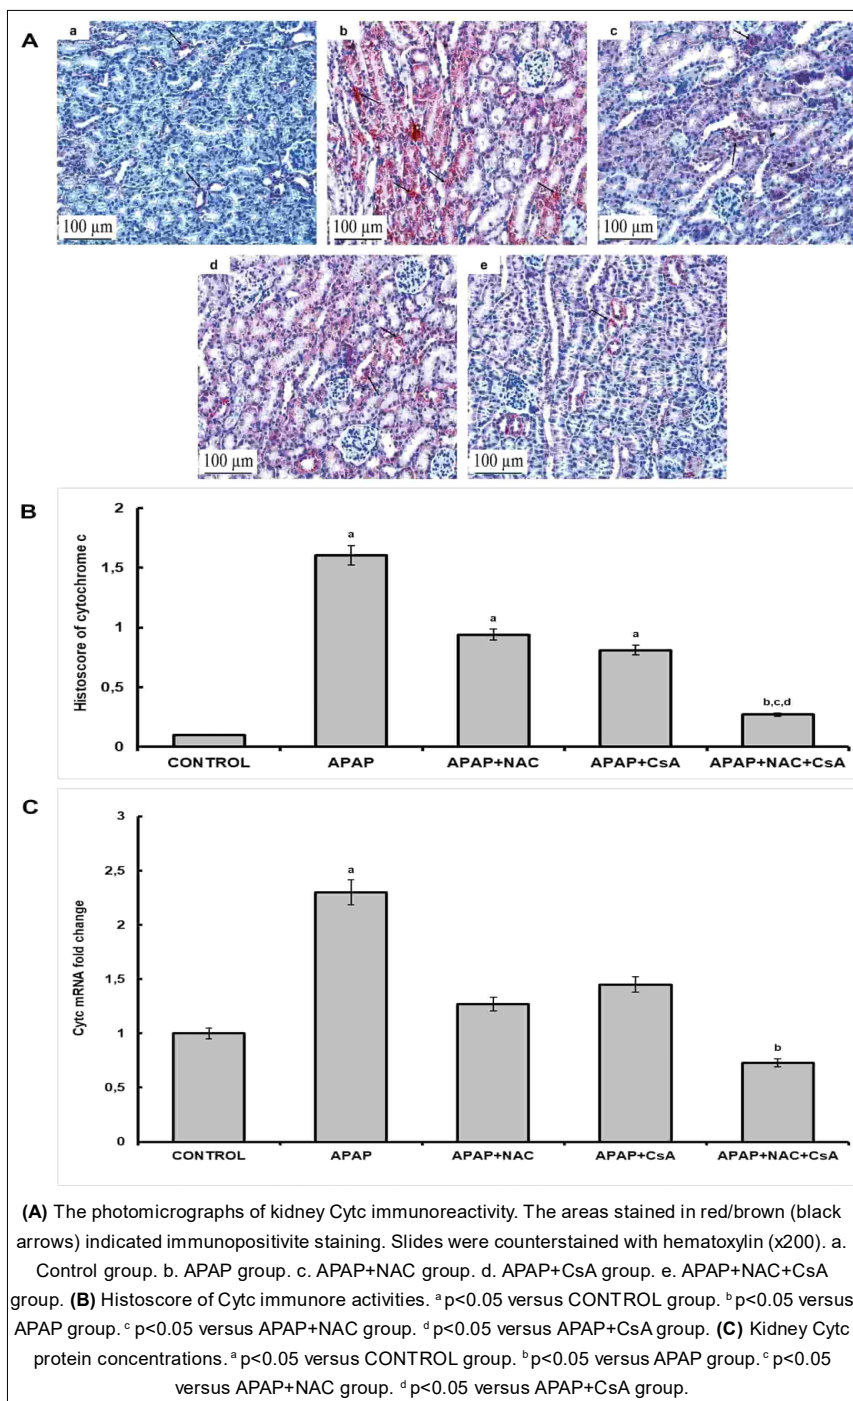 A
a
b
c
100 µm
100 µm
100 µm
d
e
100 µm
100 µm
B
Histoscore of cytochrome c
2
1,5
1
0,5
0
a
a
a
b,c,d
CONTROL
APAP
APAP+NAC
APAP+CsA
APAP+NAC+CsA
C
Cytc mRNA fold change
3
2,5
2
1,5
1
0,5
0
a
b
CONTROL
APAP
APAP+NAC
APAP+CsA
APAP+NAC+CsA
(A) The photomicrographs of kidney Cytc immunoreactivity. The areas stained in red/brown (black
arrows) indicated immunopositivite staining. Slides were counterstained with hematoxylin (x200). a.
Control group. b. APAP group. c. APAP+NAC group. d. APAP+CsA group. e. APAP+NAC+CsA
group. (B) Histoscore of Cytc immunore activities. a p<0.05 versus CONTROL group. b p<0.05 versus
APAP group. c p<0.05 versus APAP+NAC group. d p<0.05 versus APAP+CsA group. (C) Kidney Cytc
protein concentrations. a p<0.05 versus CONTROL group. b p<0.05 versus APAP group. c p<0.05
versus APAP+NAC group. d p<0.05 versus APAP+CsA group.